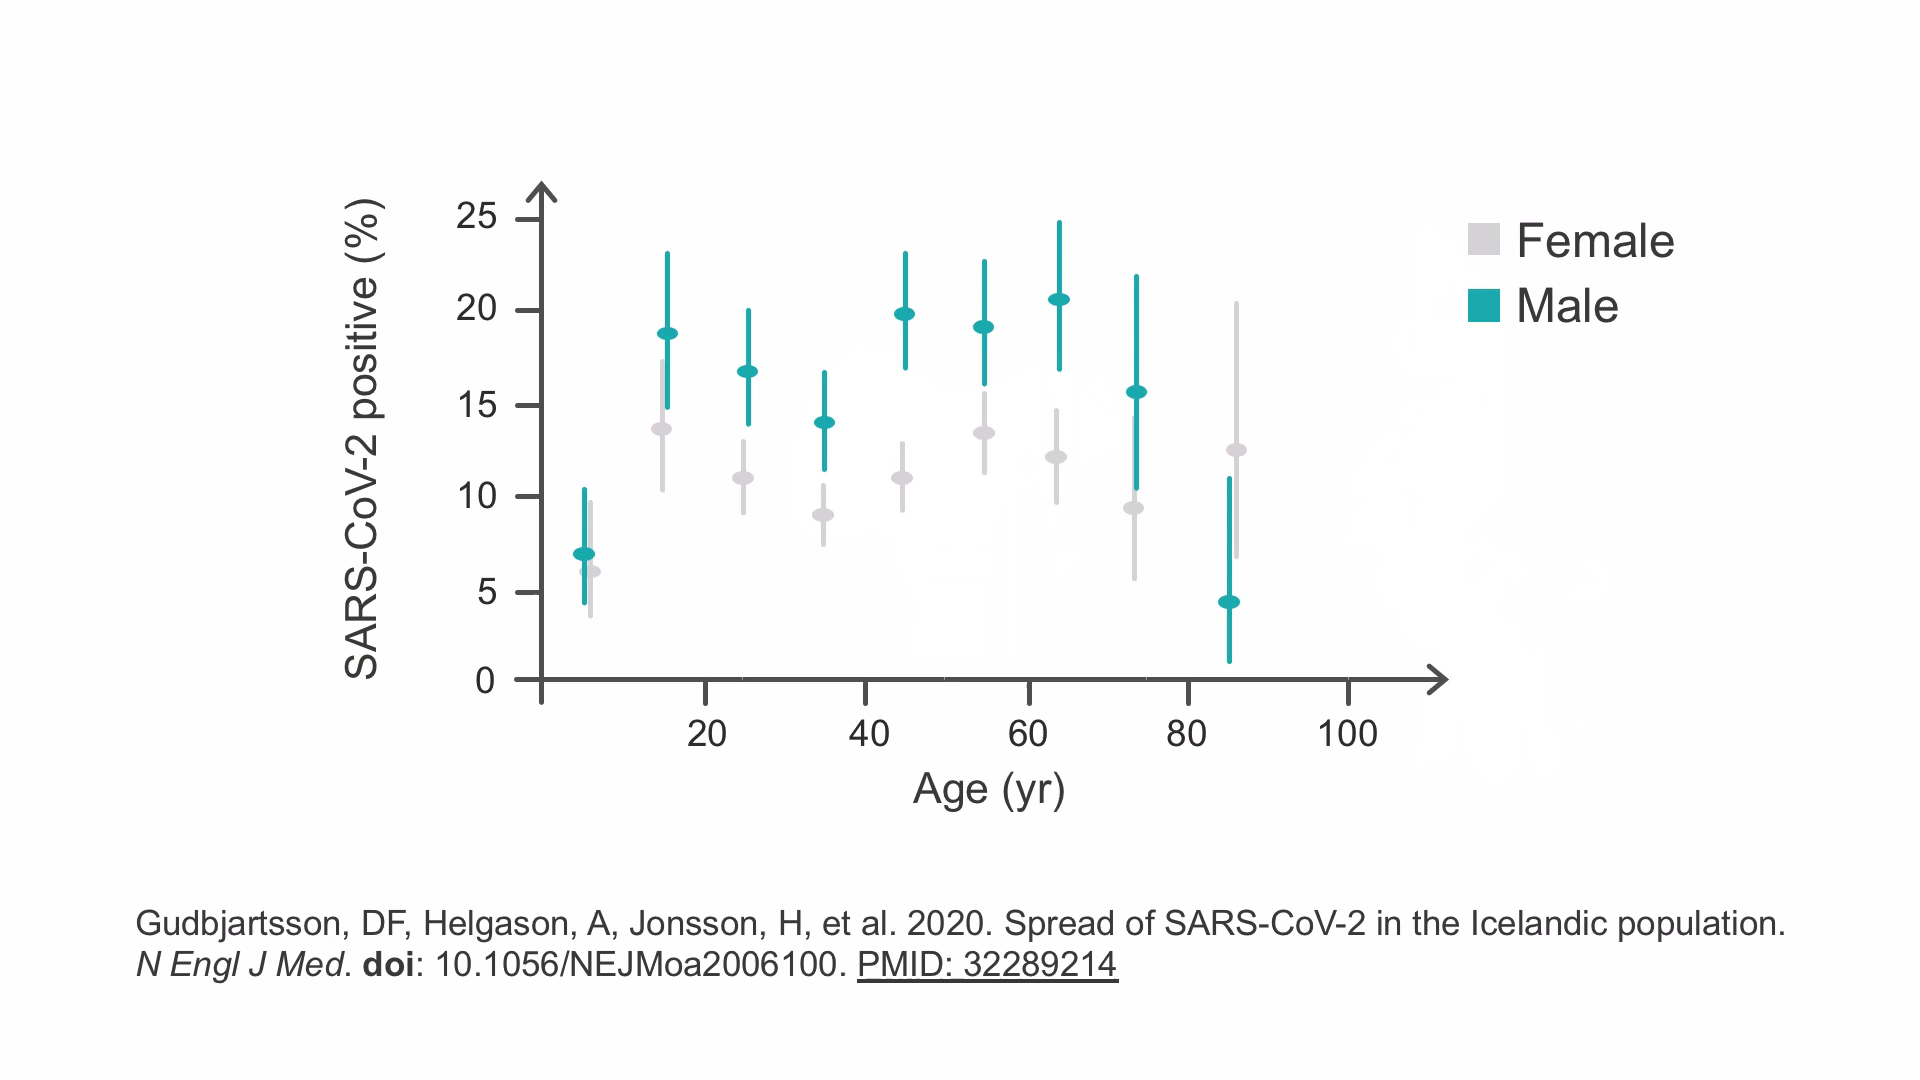 SARS-CoV-2 positive (%)
25
20
15
10
5
0
20 40 60 80 100
Age (yr)
Female
Male
Gudbjartsson, DF, Helgason, A, Jonsson, H, et al. 2020. Spread of SARS-CoV-2 in the Icelandic population.
N Engl J Med. doi: 10.1056/NEJMoa2006100. PMID: 32289214